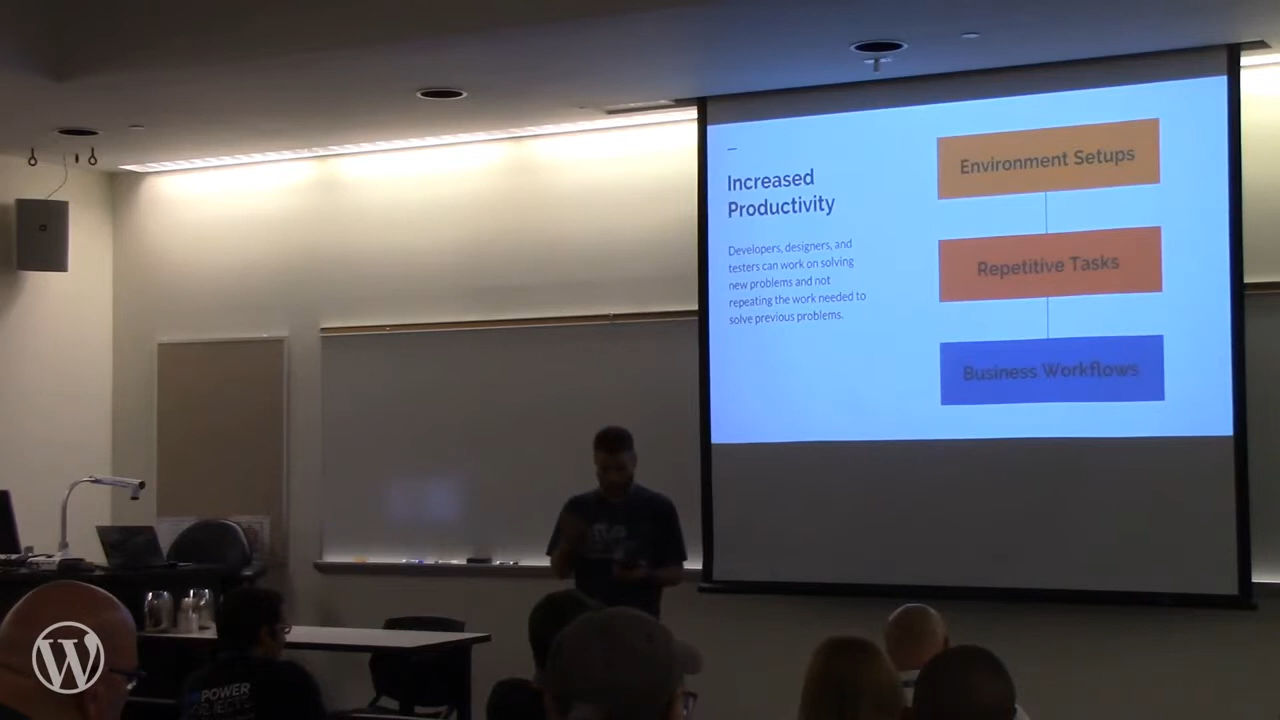 Increased
Productivity
Developers, designers, and
testers can work on solving
new problems and not
repeating the work needed to
solve previous problems.
Environment Setups
Repetitive Tasks
Business Workflows
POWER